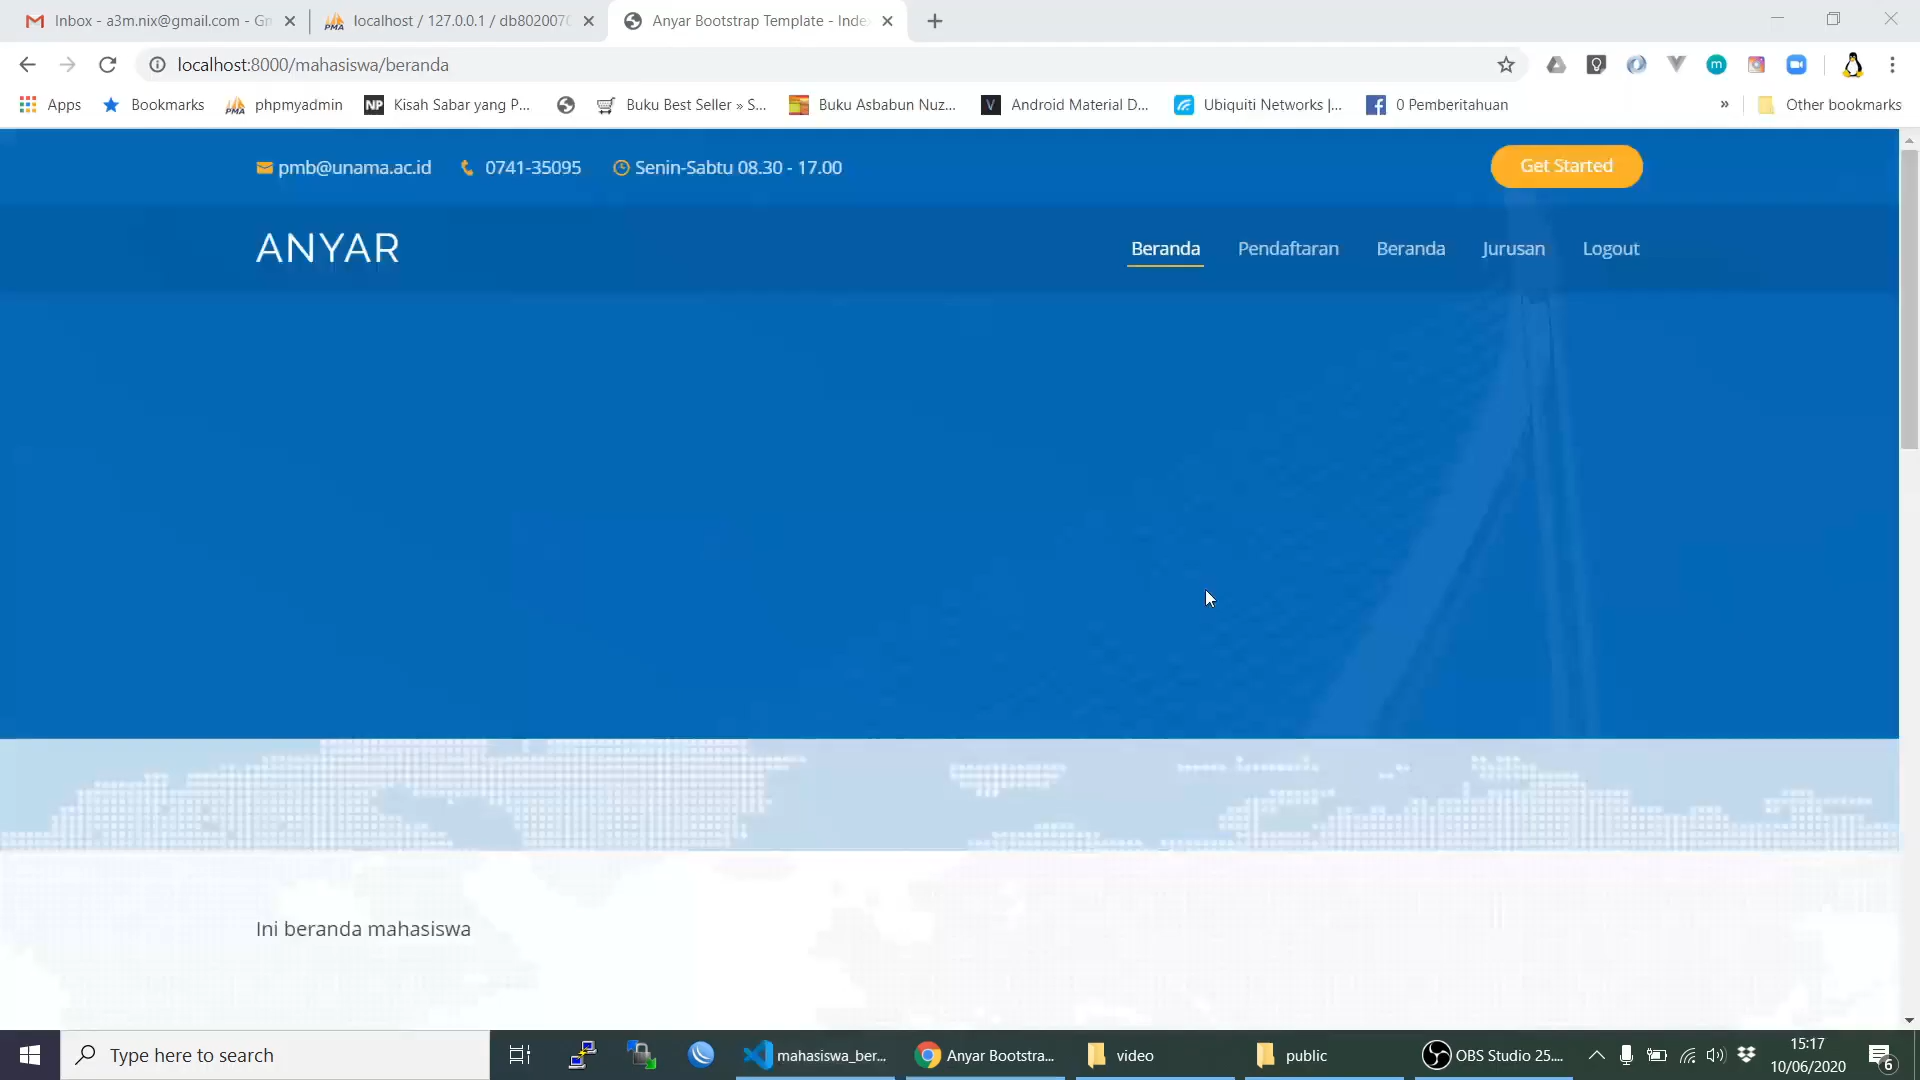 Inbox - a3m.nix@gmail.com - Gm
localhost / 127.0.0.1 / db8020070
Anyar Bootstrap Template - Index
localhost:8000/mahasiswa/beranda
Apps
Bookmarks
phpmyadmin
NP
Kisah Sabar yang P...
Buku Best Seller » S...
Buku Asbabun Nuz...
V
Android Material D...
Ubiquiti Networks |...
0 Pemberitahuan
»
Other bookmarks
pmb@unama.ac.id
0741-35095
Senin-Sabtu 08.30 - 17.00
Get Started
ANYAR
Beranda
Pendaftaran
Beranda
Jurusan
Logout
Ini beranda mahasiswa
Type here to search
mahasiswa_ber...
Anyar Bootstra...
video
public
OBS Studio 25....
15:17
10/06/2020
6